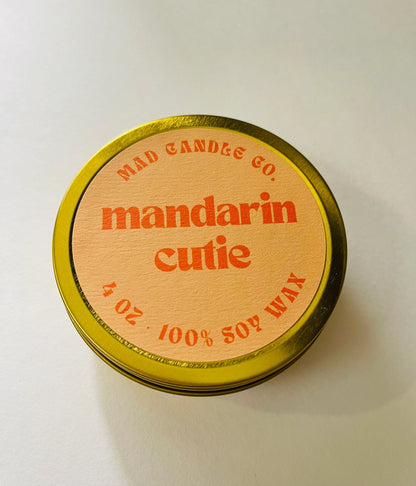 MAD CANDLE CO.
mandarin
cutie
4 OZ · 100% SOY WAX